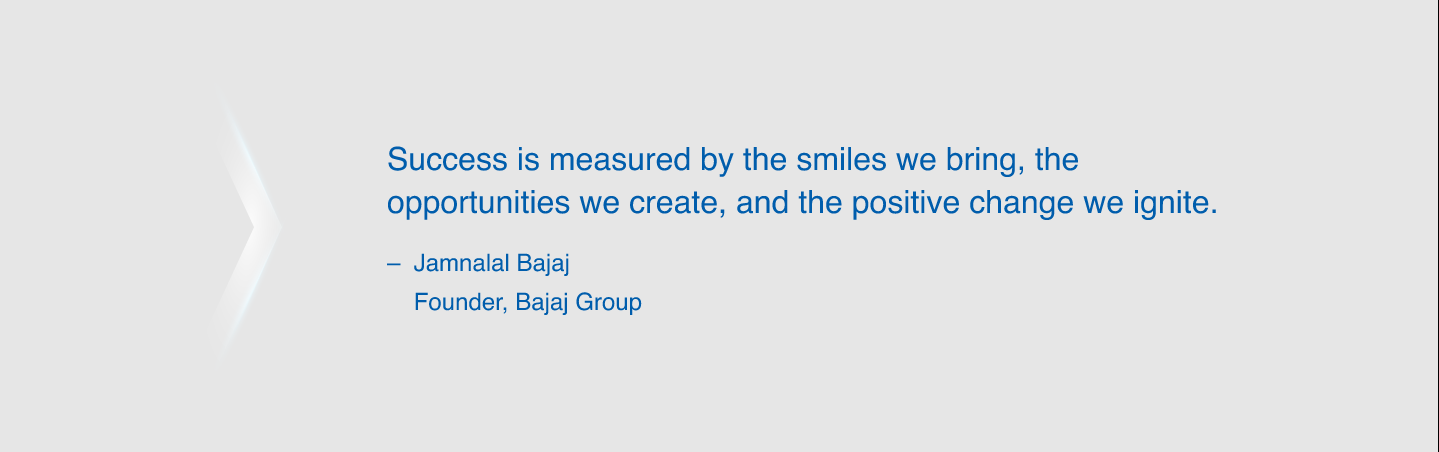 Success is measured by the smiles we bring, the
opportunities we create, and the positive change we ignite.
– Jamnalal Bajaj
Founder, Bajaj Group